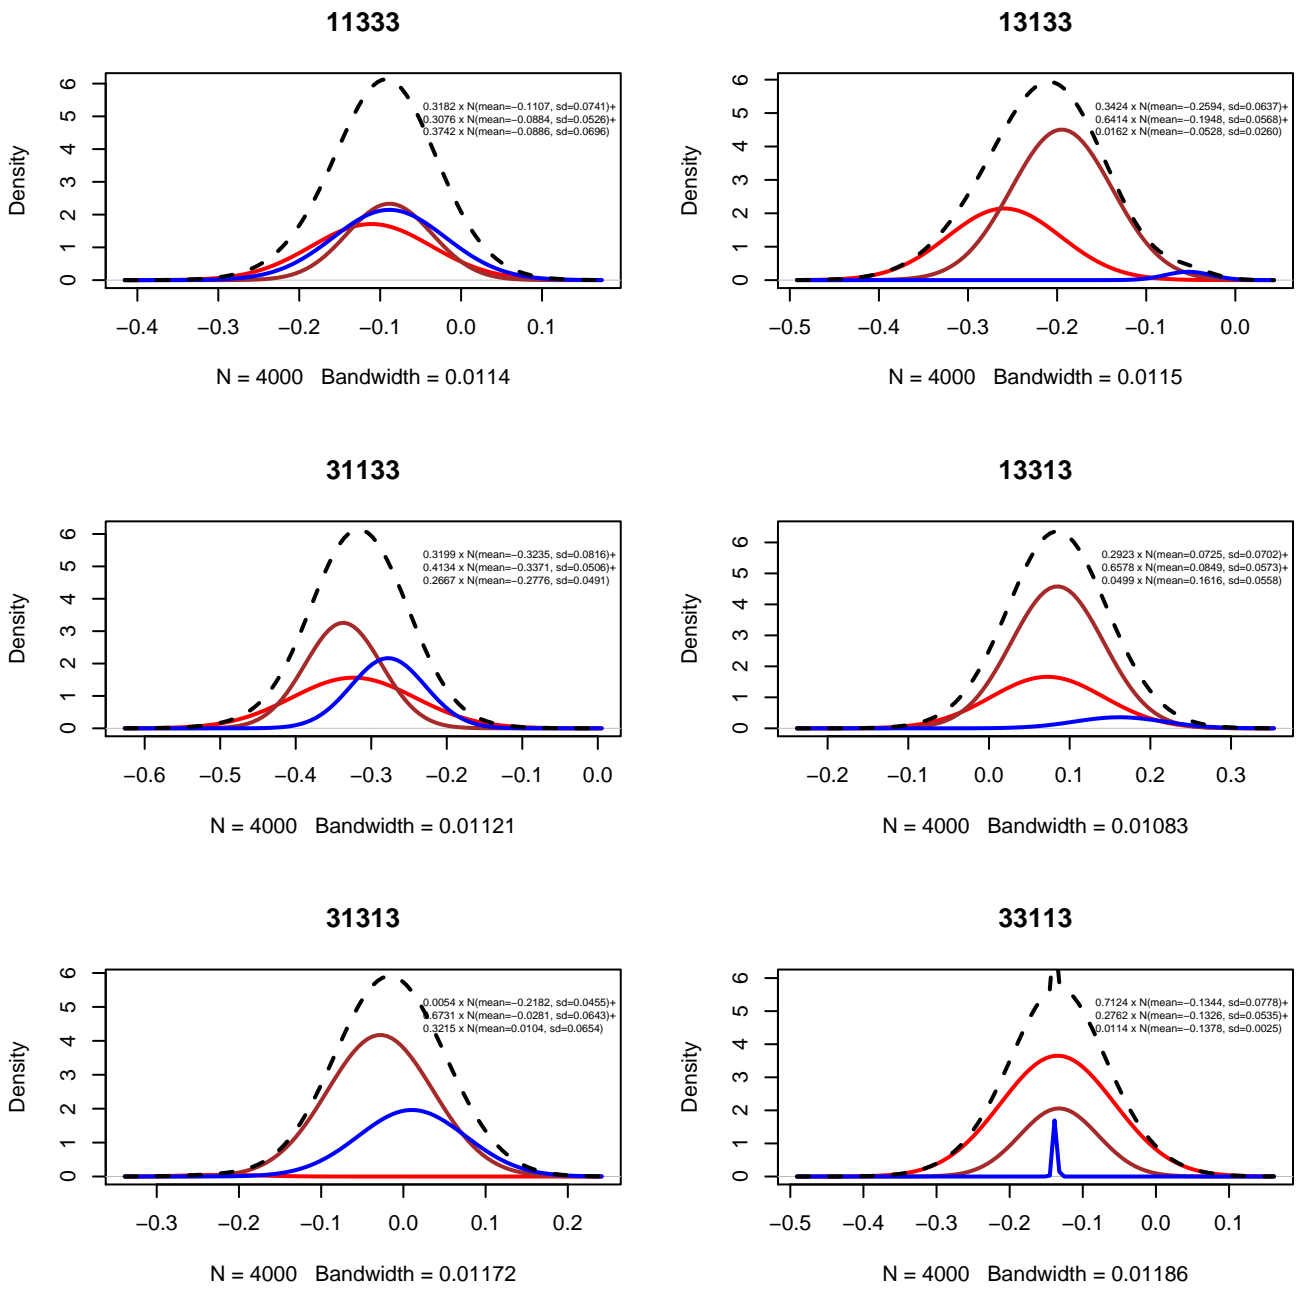 11333
Density
0 1 2 3 4 5 6
0.3182 x N(mean=−0.1107, sd=0.0741)+
0.3076 x N(mean=−0.0884, sd=0.0526)+
0.3742 x N(mean=−0.0886, sd=0.0696)
−0.4 −0.3 −0.2 −0.1 0.0 0.1
N = 4000 Bandwidth = 0.0114
13133
Density
0 1 2 3 4 5 6
0.3424 x N(mean=−0.2594, sd=0.0637)+
0.6414 x N(mean=−0.1948, sd=0.0568)+
0.0162 x N(mean=−0.0528, sd=0.0260)
−0.5 −0.4 −0.3 −0.2 −0.1 0.0
N = 4000 Bandwidth = 0.0115
31133
Density
0 1 2 3 4 5 6
0.3199 x N(mean=−0.3235, sd=0.0816)+
0.4134 x N(mean=−0.3371, sd=0.0506)+
0.2667 x N(mean=−0.2776, sd=0.0491)
−0.6 −0.5 −0.4 −0.3 −0.2 −0.1 0.0
N = 4000 Bandwidth = 0.01121
13313
Density
0 1 2 3 4 5 6
0.2923 x N(mean=0.0725, sd=0.0702)+
0.6578 x N(mean=0.0849, sd=0.0573)+
0.0499 x N(mean=0.1616, sd=0.0558)
−0.2 −0.1 0.0 0.1 0.2 0.3
N = 4000 Bandwidth = 0.01083
31313
Density
0 1 2 3 4 5 6
0.0054 x N(mean=−0.2182, sd=0.0455)+
0.6731 x N(mean=−0.0281, sd=0.0643)+
0.3215 x N(mean=0.0104, sd=0.0654)
−0.3 −0.2 −0.1 0.0 0.1 0.2
N = 4000 Bandwidth = 0.01172
33113
Density
0 1 2 3 4 5 6
0.7124 x N(mean=−0.1344, sd=0.0778)+
0.2762 x N(mean=−0.1326, sd=0.0535)+
0.0114 x N(mean=−0.1378, sd=0.0025)
−0.5 −0.4 −0.3 −0.2 −0.1 0.0 0.1
N = 4000 Bandwidth = 0.01186